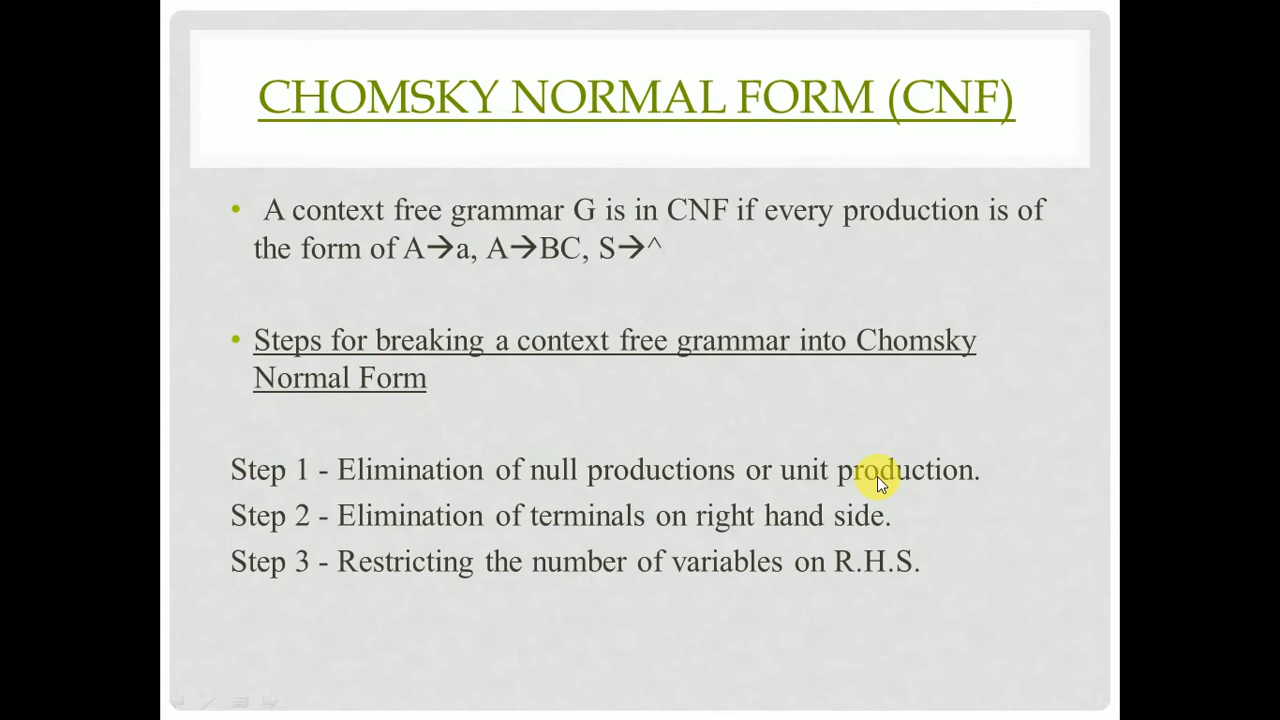 CHOMSKY NORMAL FORM (CNF)
• A context free grammar G is in CNF if every production is of
the form of A→a, A→BC, S→^
• Steps for breaking a context free grammar into Chomsky
Normal Form
Step 1 - Elimination of null productions or unit production.
Step 2 - Elimination of terminals on right hand side.
Step 3 - Restricting the number of variables on R.H.S.